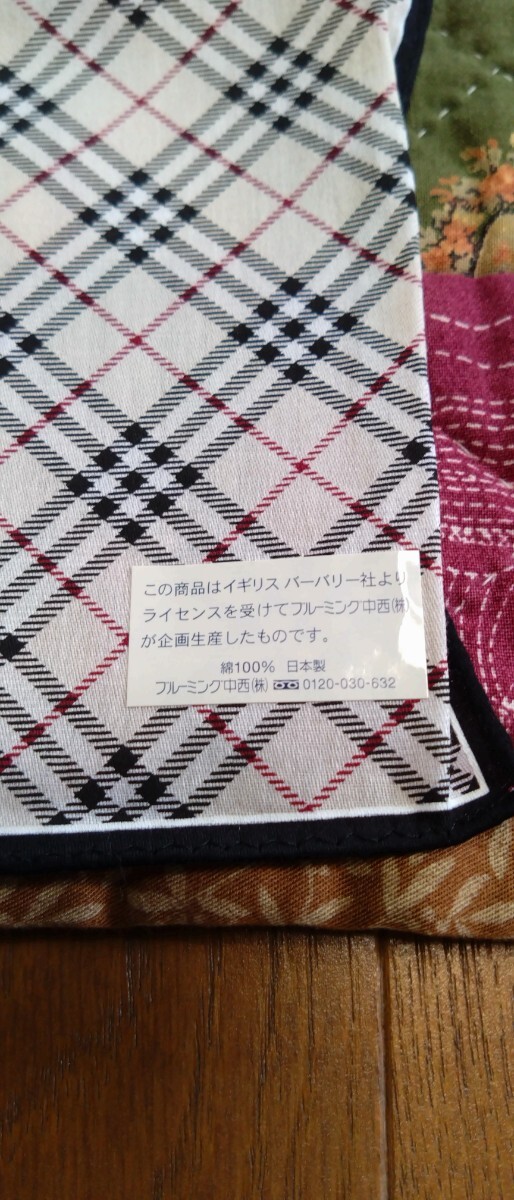 この商品はイギリス バーバリー社より
ライセンスを受けてブルーミング中西(株)
が企画生産したものです。
綿100% 日本製
ブルーミング中西(株) 0120-030-632